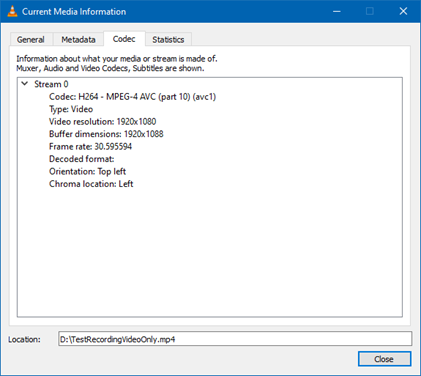 Current Media Information
General Metadata Codec Statistics
Information about what your media or stream is made of.
Muxer, Audio and Video Codecs, Subtitles are shown.
Stream 0
Codec: H264 - MPEG-4 AVC (part 10) (avc1)
Type: Video
Video resolution: 1920x1080
Buffer dimensions: 1920x1088
Frame rate: 30.595594
Decoded format:
Orientation: Top left
Chroma location: Left
Location: D:\TestRecordingVideoOnly.mp4
Close